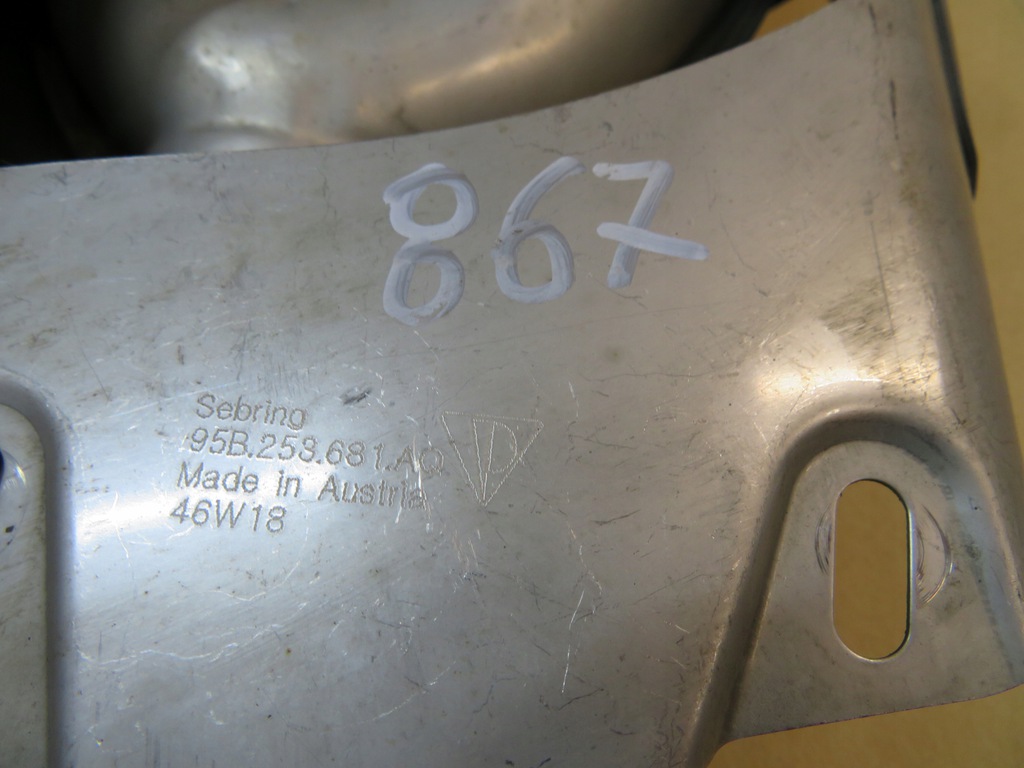 867
Sebring
95B.253.681.AQ
Made in Austria
46W18